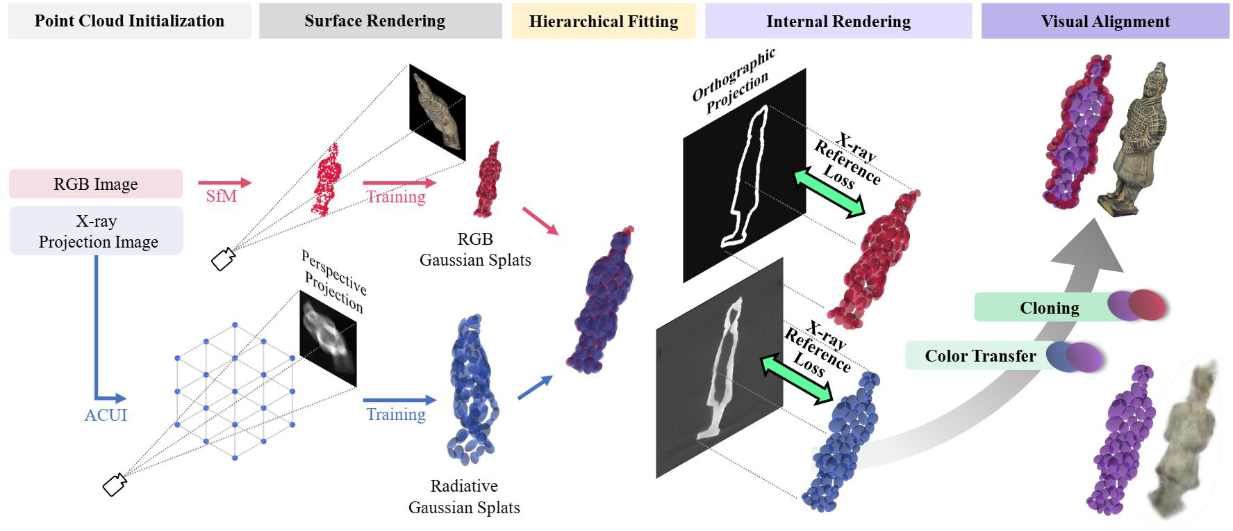 Point Cloud Initialization
Surface Rendering
Hierarchical Fitting
Internal Rendering
Visual Alignment
RGB Image
X-ray
Projection Image
SfM
Training
RGB
Gaussian Splats
Perspective
Projection
ACUI
Training
Radiative
Gaussian Splats
Orthographic
Projection
X-ray
Reference
Loss
X-ray
Reference
Loss
Cloning
Color Transfer